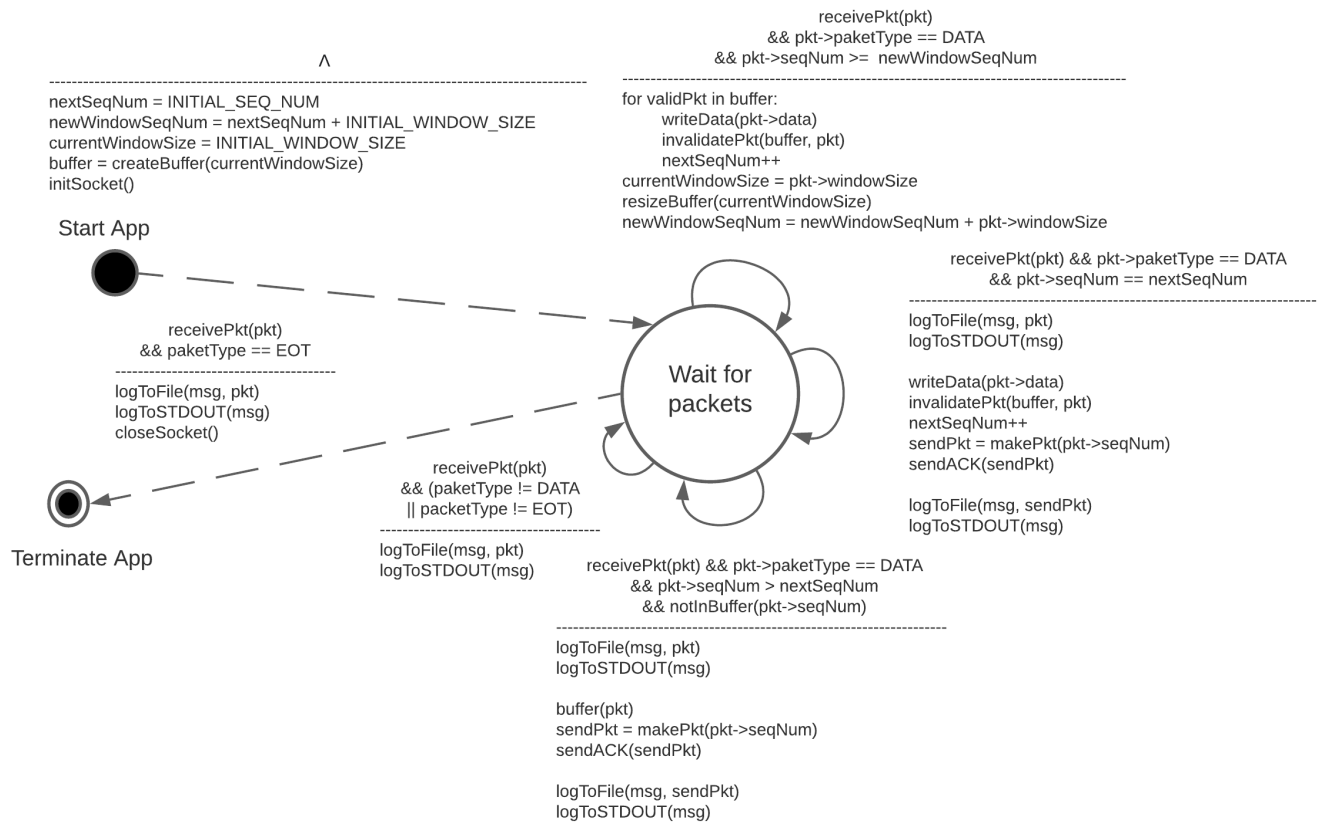 Λ
--------------------------------------------------------------------------------------------------
nextSeqNum = INITIAL_SEQ_NUM
newWindowSeqNum = nextSeqNum + INITIAL_WINDOW_SIZE
currentWindowSize = INITIAL_WINDOW_SIZE
buffer = createBuffer(currentWindowSize)
initSocket()
Start App
receivePkt(pkt)
&& pkt->paketType == DATA
&& pkt->seqNum >=  newWindowSeqNum
--------------------------------------------------------------------------------------------
for validPkt in buffer:
writeData(pkt->data)
invalidatePkt(buffer, pkt)
nextSeqNum++
currentWindowSize = pkt->windowSize
resizeBuffer(currentWindowSize)
newWindowSeqNum = newWindowSeqNum + pkt->windowSize
receivePkt(pkt) && pkt->paketType == DATA
&& pkt->seqNum == nextSeqNum
--------------------------------------------------------------------------
logToFile(msg, pkt)
logToSTDOUT(msg)
writeData(pkt->data)
invalidatePkt(buffer, pkt)
nextSeqNum++
sendPkt = makePkt(pkt->seqNum)
sendACK(sendPkt)
logToFile(msg, sendPkt)
logToSTDOUT(msg)
receivePkt(pkt)
&& paketType == EOT
----------------------------------------
logToFile(msg, pkt)
logToSTDOUT(msg)
closeSocket()
Wait for
packets
receivePkt(pkt)
&& (paketType != DATA
|| packetType != EOT)
----------------------------------------
logToFile(msg, pkt)
logToSTDOUT(msg)
Terminate App
receivePkt(pkt) && pkt->paketType == DATA
&& pkt->seqNum > nextSeqNum
&& notInBuffer(pkt->seqNum)
-----------------------------------------------------------------------
logToFile(msg, pkt)
logToSTDOUT(msg)
buffer(pkt)
sendPkt = makePkt(pkt->seqNum)
sendACK(sendPkt)
logToFile(msg, sendPkt)
logToSTDOUT(msg)